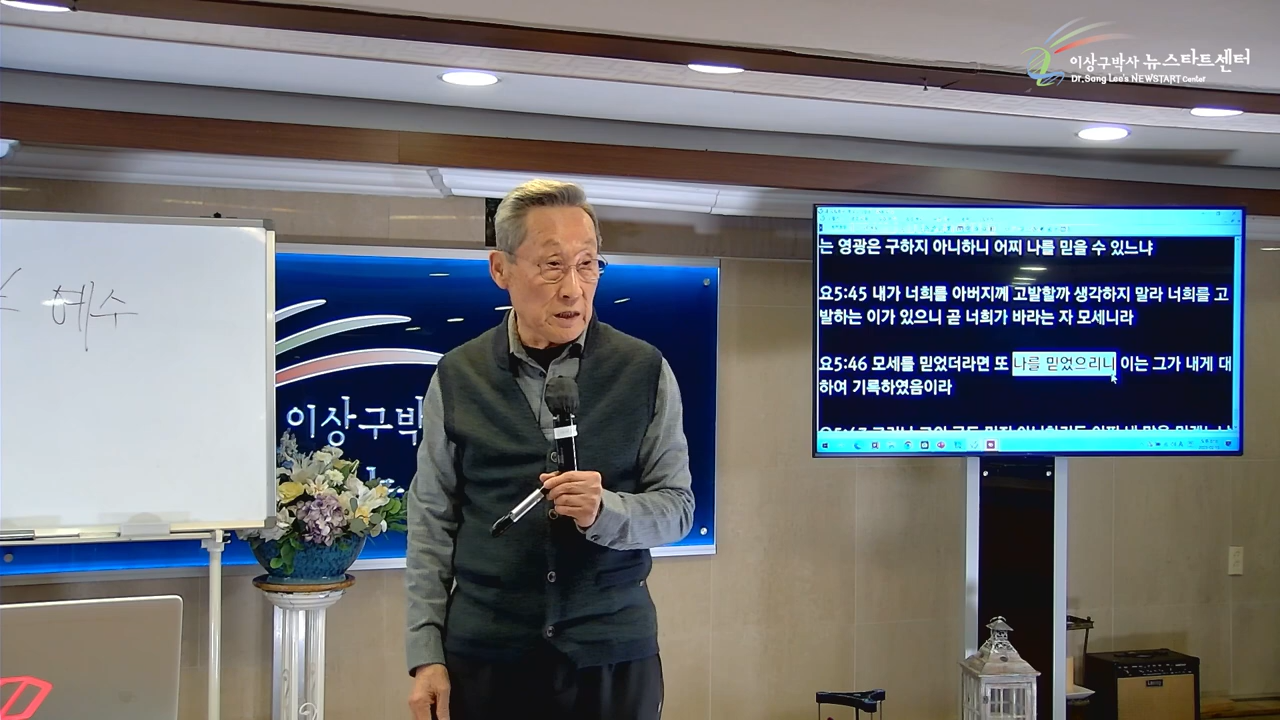 이상구박사 뉴스타트센터
Dr. Sang Lee's NEWSTART Center
예수
이상구박
는 영광은 구하지 아니하니 어찌 나를 믿을 수 있느냐
요5:45 내가 너희를 아버지께 고발할까 생각하지 말라 너희를 고
발하는 이가 있으니 곧 너희가 바라는 자 모세니라
요5:46 모세를 믿었더라면 또 나를 믿었으리니 이는 그가 내게 대
하여 기록하였음이라